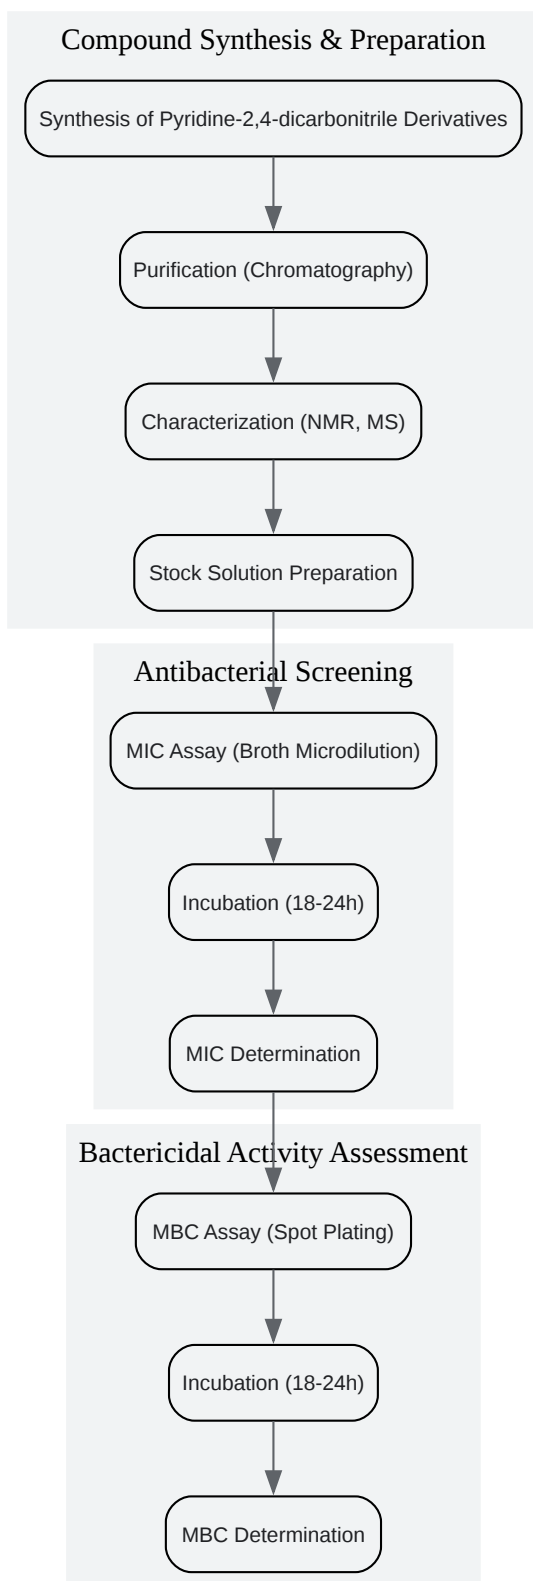 Compound Synthesis & Preparation
Synthesis of Pyridine-2,4-dicarbonitrile Derivatives
Purification (Chromatography)
Characterization (NMR, MS)
Stock Solution Preparation
Antibacterial Screening
MIC Assay (Broth Microdilution)
Incubation (18-24h)
MIC Determination
Bactericidal Activity Assessment
MBC Assay (Spot Plating)
Incubation (18-24h)
MBC Determination